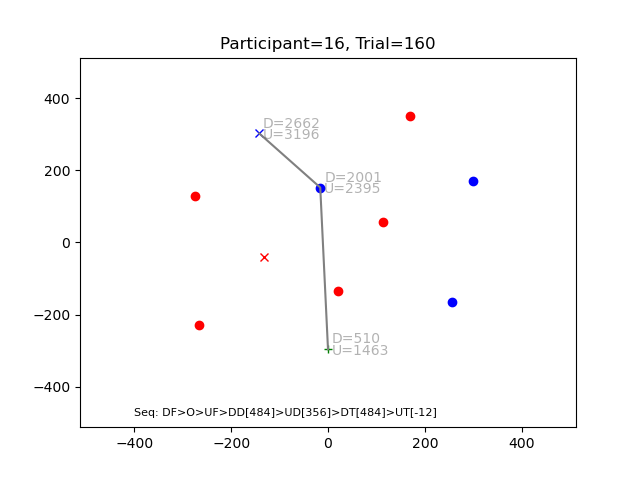 Participant=16, Trial=160
D=2662
U=3196
D=2001
U=2395
D=510
U=1463
Seq: DF>O>UF>DD[484]>UD[356]>DT[484]>UT[-12]
400
200
0
−200
−400
−400
−200
0
200
400